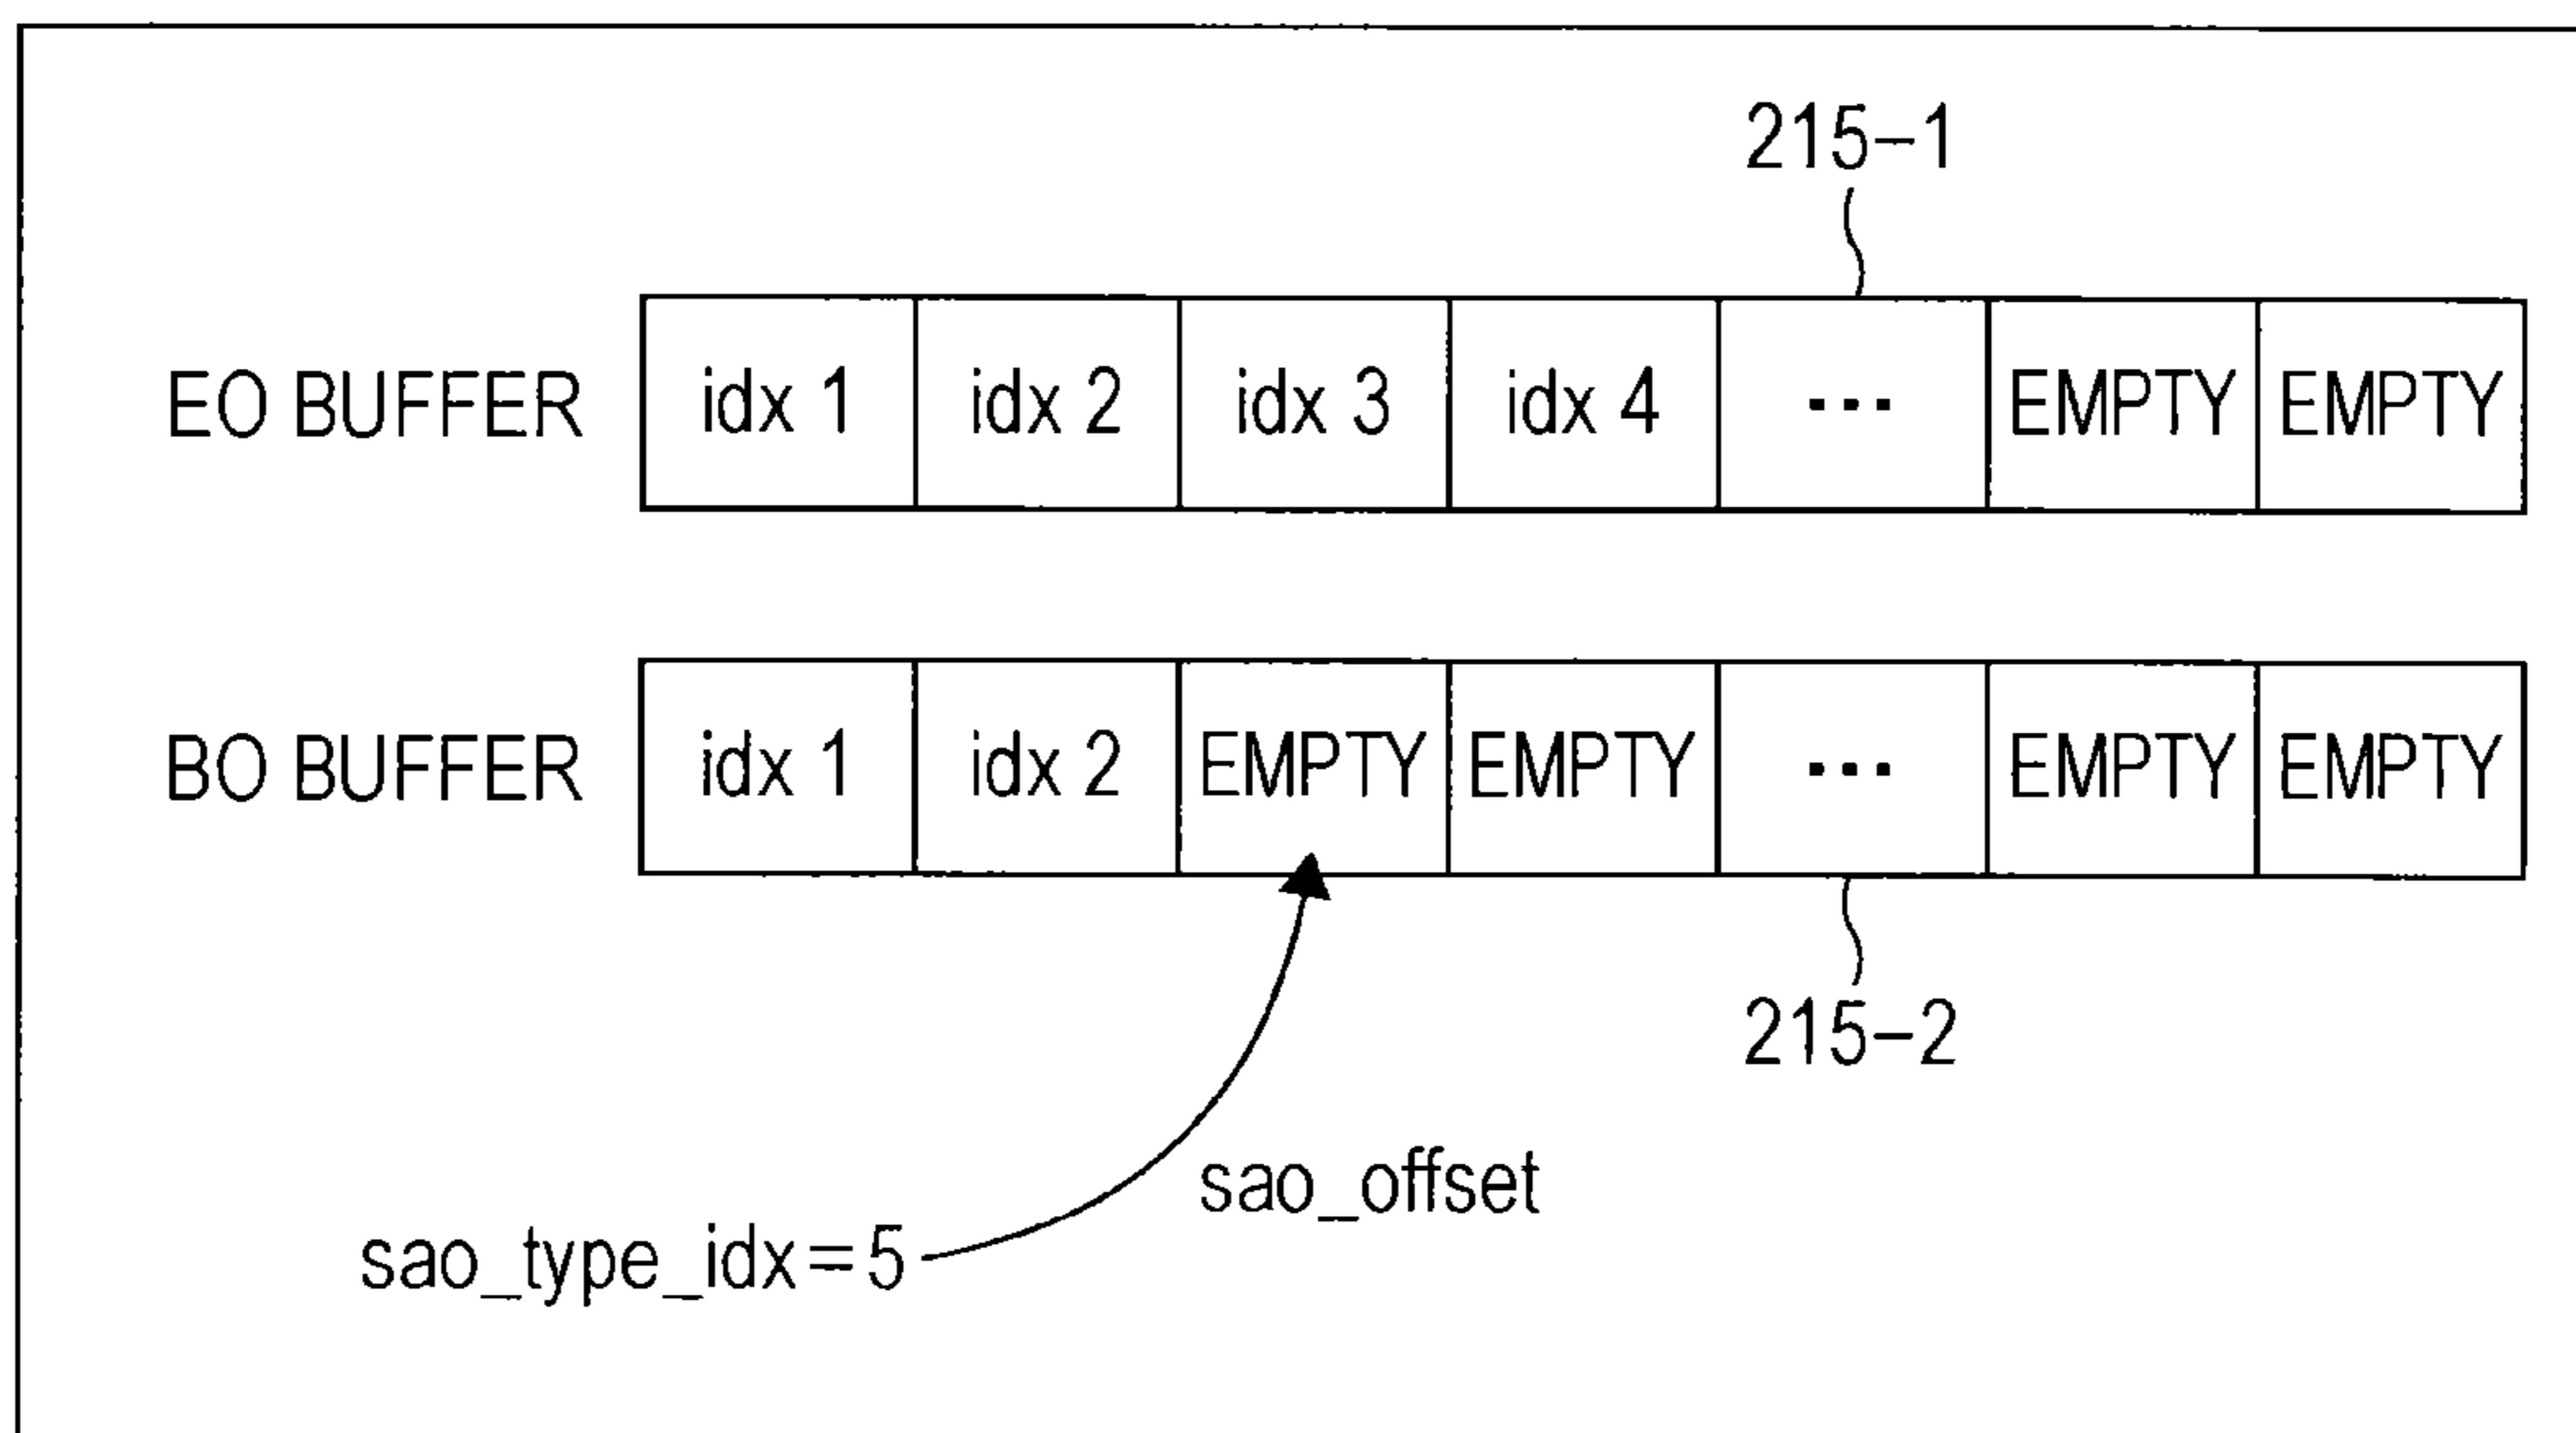 215-1
EO BUFFER idx 1 idx 2 idx 3 idx 4 ... EMPTY EMPTY
BO BUFFER idx 1 idx 2 EMPTY EMPTY ... EMPTY EMPTY
215-2
sao_offset
sao_type_idx=5